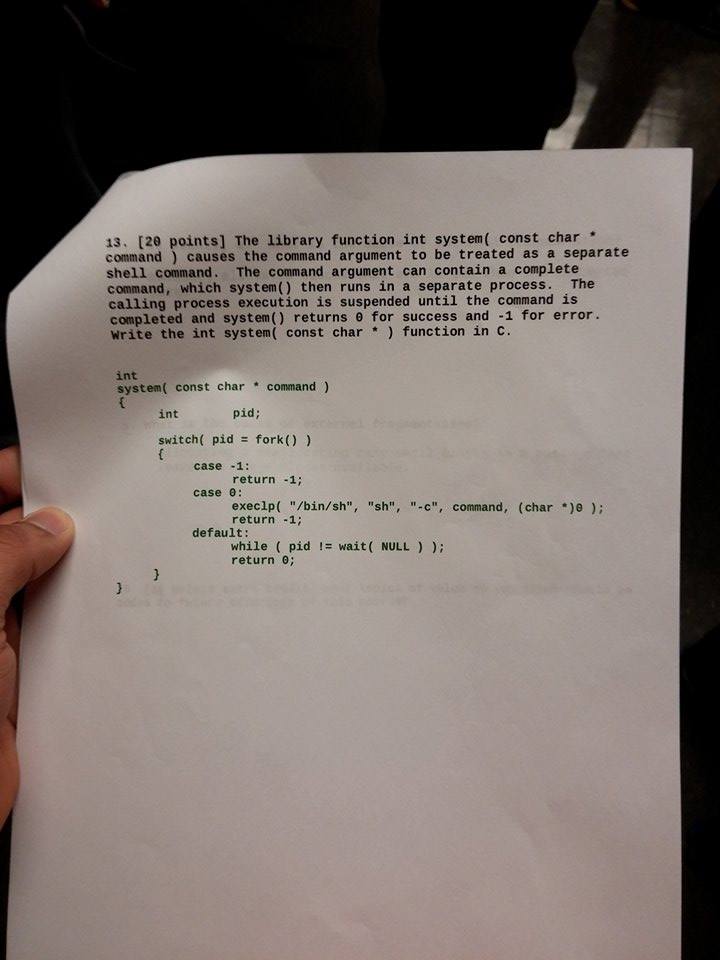 13. [20 points] The library function int system( const char *
command ) causes the command argument to be treated as a separate
shell command.  The command argument can contain a complete
command, which system() then runs in a separate process.  The
calling process execution is suspended until the command is
completed and system() returns 0 for success and -1 for error.
Write the int system( const char * ) function in C.
int
system( const char * command )
{
int pid;
switch( pid = fork() )
{
case -1:
return -1;
case 0:
execlp( "/bin/sh", "sh", "-c", command, (char *)0 );
return -1;
default:
while ( pid != wait( NULL ) );
return 0;
}
}